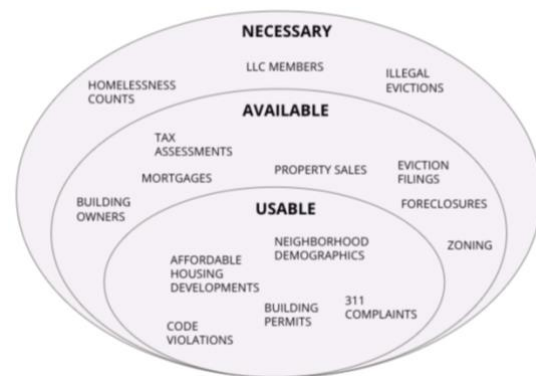 NECESSARY
LLC MEMBERS
HOMELESSNESS
COUNTS
ILLEGAL
EVICTIONS
AVAILABLE
TAX
ASSESSMENTS
MORTGAGES
PROPERTY SALES
EVICTION
FILINGS
BUILDING
OWNERS
FORECLOSURES
ZONING
USABLE
NEIGHBORHOOD
DEMOGRAPHICS
AFFORDABLE
HOUSING
DEVELOPMENTS
BUILDING
PERMITS
311
COMPLAINTS
CODE
VIOLATIONS